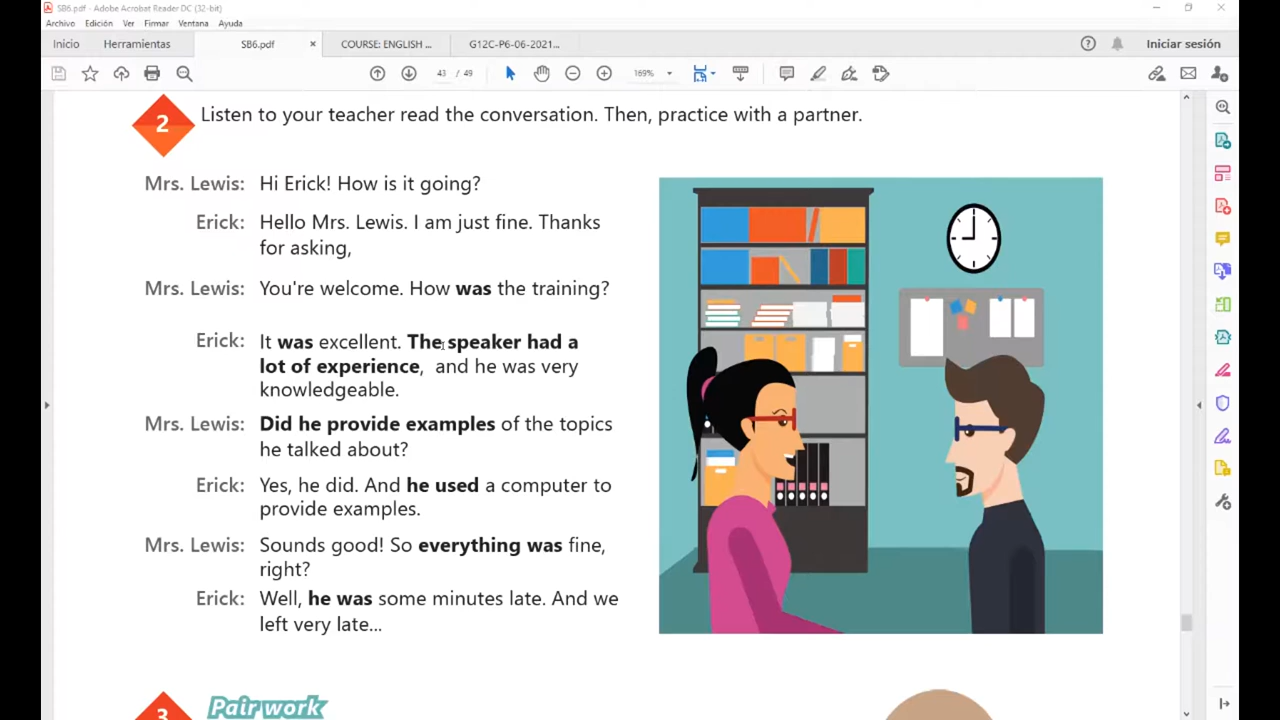 SB6.pdf - Adobe Acrobat Reader DC (32-bit)
Archivo Edición Ver Firmar Ventana Ayuda
Inicio Herramientas SB6.pdf × COURSE: ENGLISH ... G12C-P6-06-2021... Iniciar sesión
43 / 49 169%
2 Listen to your teacher read the conversation. Then, practice with a partner.
Mrs. Lewis: Hi Erick! How is it going?
Erick: Hello Mrs. Lewis. I am just fine. Thanks
for asking,
Mrs. Lewis: You're welcome. How was the training?
Erick: It was excellent. The speaker had a
lot of experience, and he was very
knowledgeable.
Mrs. Lewis: Did he provide examples of the topics
he talked about?
Erick: Yes, he did. And he used a computer to
provide examples.
Mrs. Lewis: Sounds good! So everything was fine,
right?
Erick: Well, he was some minutes late. And we
left very late...
3 Pair work